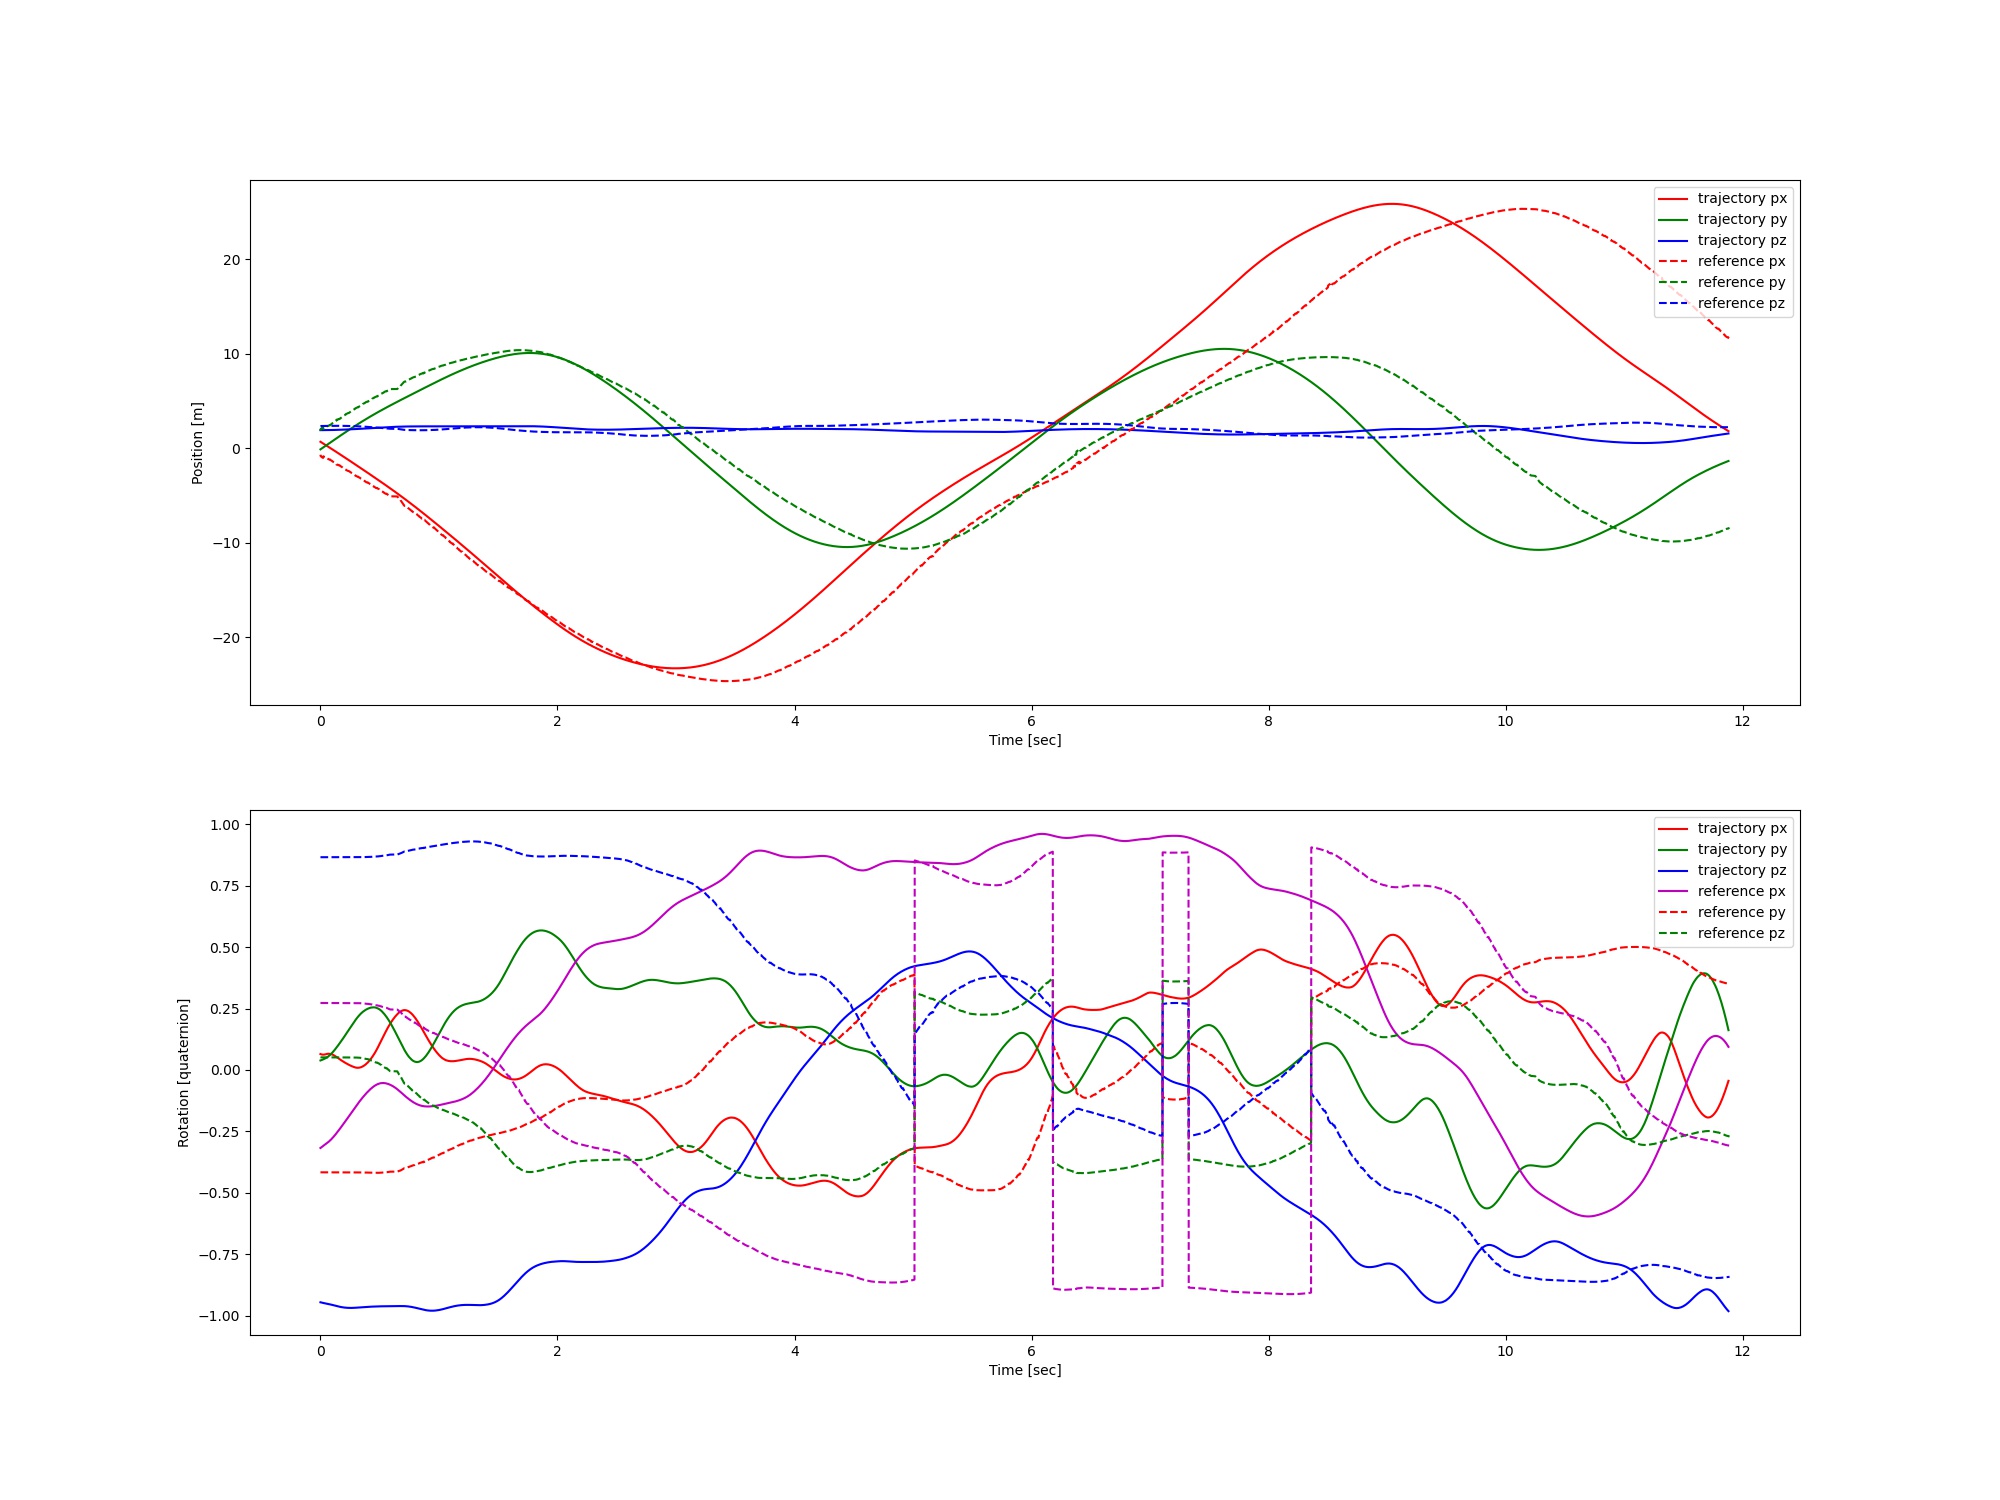 trajectory px
trajectory py
trajectory pz
reference px
reference py
reference pz
20
10
0
−10
−20
Position [m]
0 2 4 6 8 10 12
Time [sec]
trajectory px
trajectory py
trajectory pz
reference px
reference py
reference pz
1.00
0.75
0.50
0.25
0.00
−0.25
−0.50
−0.75
−1.00
Rotation [quaternion]
0 2 4 6 8 10 12
Time [sec]